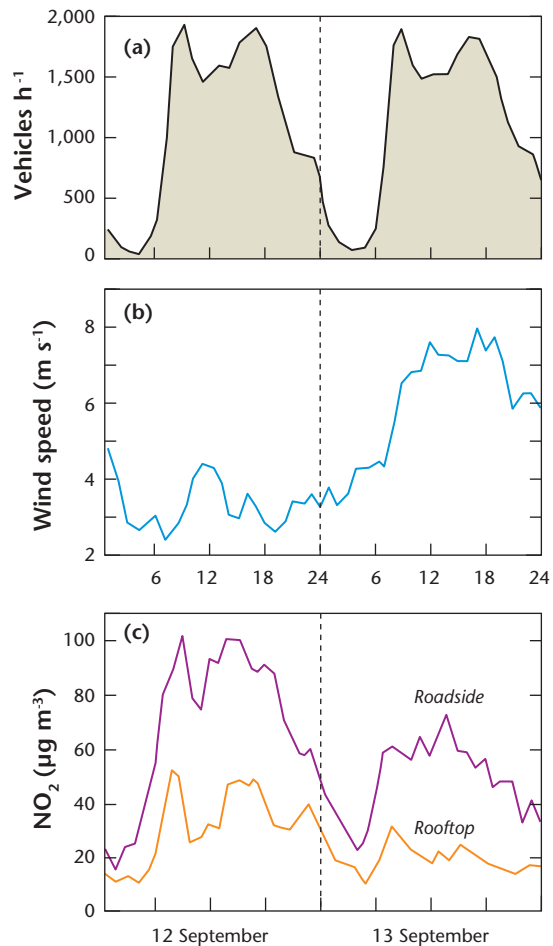 (a)
Vehicles h⁻¹
2,000
1,500
1,000
500
0
(b)
Wind speed (m s⁻¹)
8
6
4
2
6 12 18 24 6 12 18 24
(c)
NO₂ (µg m⁻³)
100
80
60
40
20
0
Roadside
Rooftop
12 September 13 September